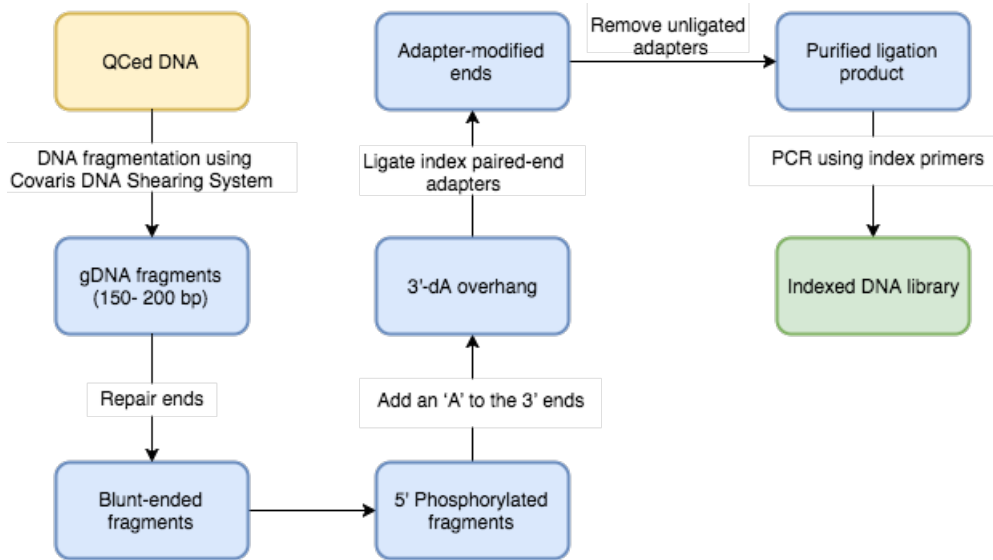 QCed DNA
DNA fragmentation using
Covaris DNA Shearing System
gDNA fragments
(150- 200 bp)
Repair ends
Blunt-ended
fragments
5' Phosphorylated
fragments
Add an 'A' to the 3' ends
3'-dA overhang
Ligate index paired-end
adapters
Adapter-modified
ends
Remove unligated
adapters
Purified ligation
product
PCR using index primers
Indexed DNA library